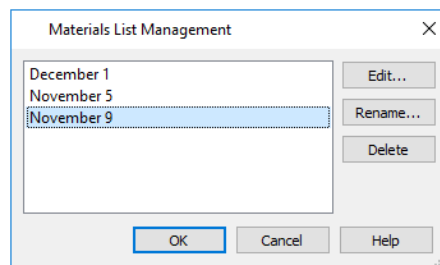 Materials List Management
December 1
November 5
November 9
Edit...
Rename...
Delete
OK Cancel Help